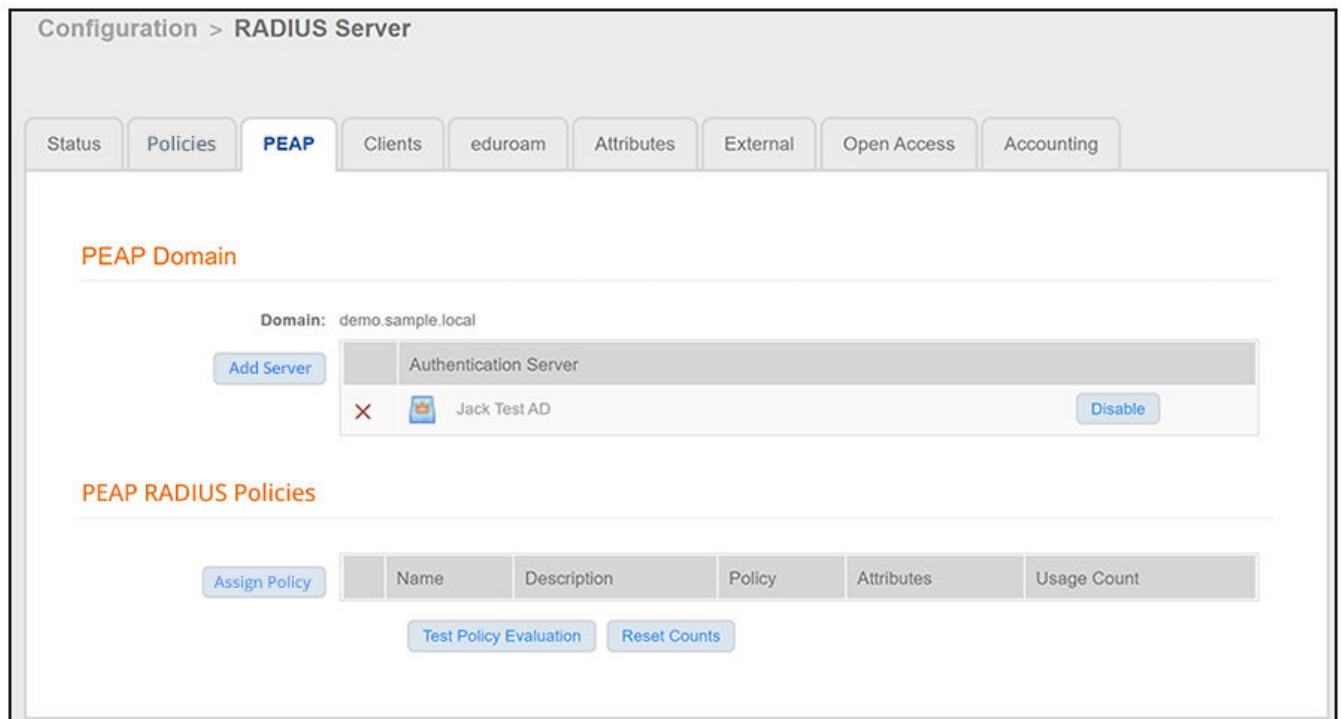 Configuration > RADIUS Server
Status Policies PEAP Clients eduroam Attributes External Open Access Accounting
PEAP Domain
Domain: demo.sample.local
Add Server Authentication Server
Jack Test AD Disable
PEAP RADIUS Policies
Assign Policy Name Description Policy Attributes Usage Count
Test Policy Evaluation Reset Counts